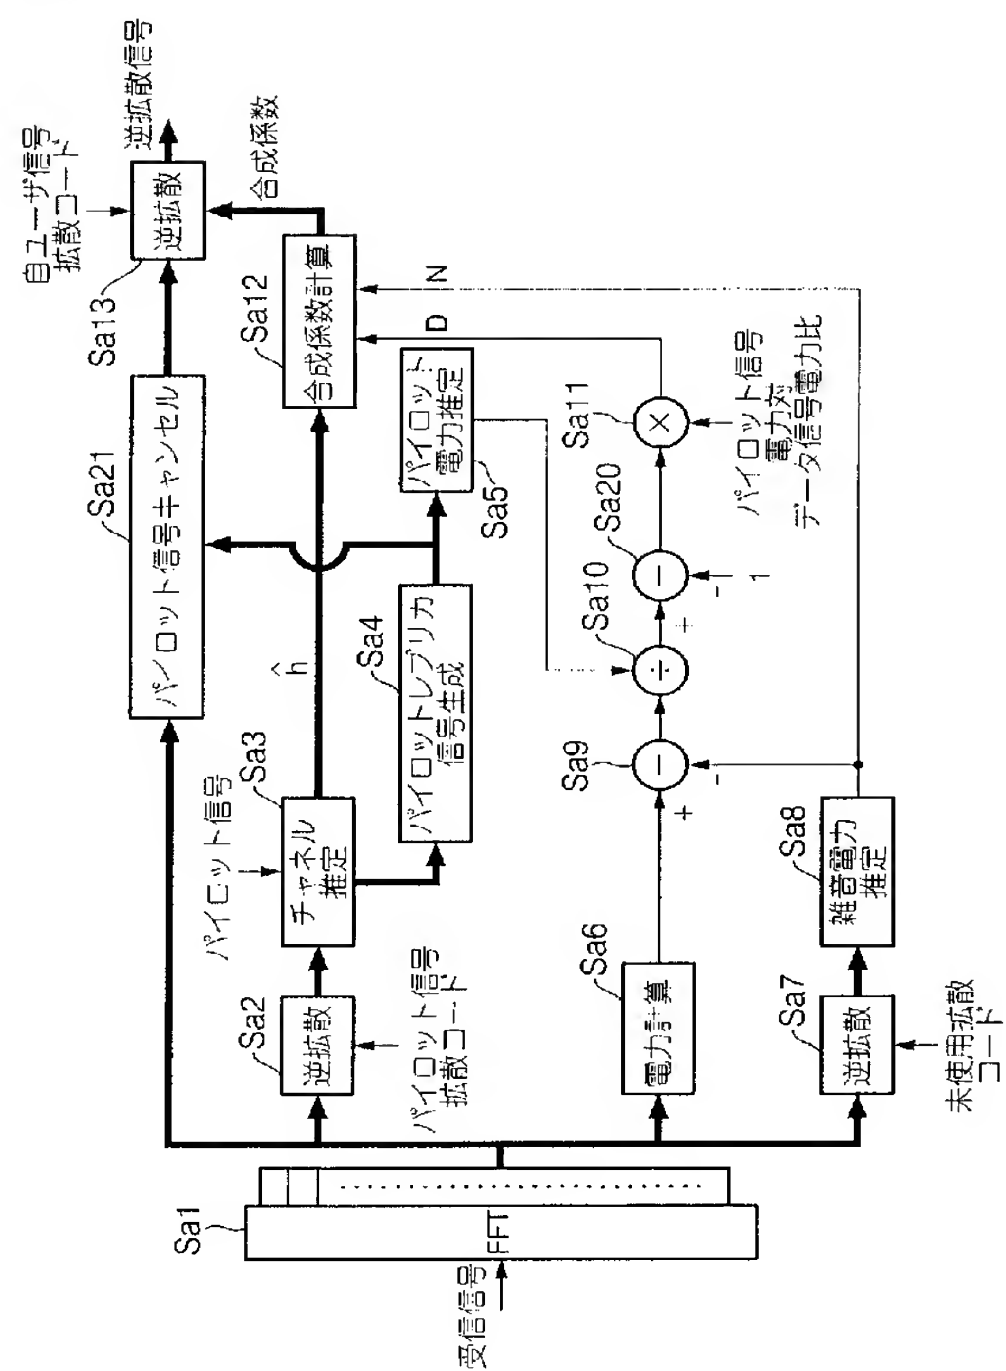 受信信号
Sa1
FFT
Sa2
逆拡散
パイロット信号
拡散コード
パイロット信号
Sa3
チャネル
推定
ĥ
Sa4
パイロットレプリカ
信号生成
Sa21
パイロット信号キャンセル
Sa13
自ユーザ信号
拡散コード
逆拡散
逆拡散信号
合成係数
Sa12
合成係数計算
D
N
パイロット
電力推定
Sa5
Sa6
電力計算
Sa9
+
-
-
Sa10
÷
+
Sa20
-
-
1
Sa11
×
パイロット信号
電力対
データ信号電力比
Sa7
逆拡散
未使用拡散
コード
Sa8
雑音電力
推定